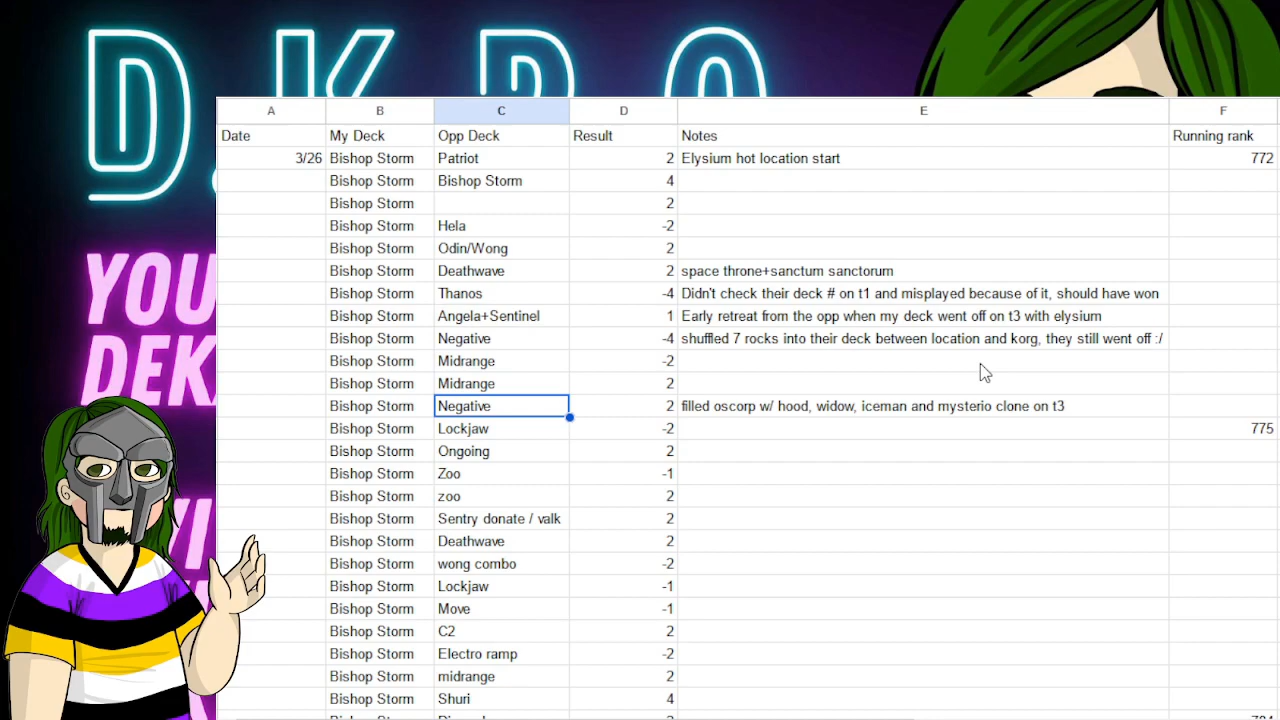 D.K.P.O
YOU
DEK
A B C D E F
Date My Deck Opp Deck Result Notes Running rank
3/26 Bishop Storm Patriot 2 Elysium hot location start 772
Bishop Storm Bishop Storm 4
Bishop Storm 2
Bishop Storm Hela -2
Bishop Storm Odin/Wong 2
Bishop Storm Deathwave 2 space throne+sanctum sanctorum
Bishop Storm Thanos -4 Didn't check their deck # on t1 and misplayed because of it, should have won
Bishop Storm Angela+Sentinel 1 Early retreat from the opp when my deck went off on t3 with elysium
Bishop Storm Negative -4 shuffled 7 rocks into their deck between location and korg, they still went off :/
Bishop Storm Midrange -2
Bishop Storm Midrange 2
Bishop Storm Negative 2 filled oscorp w/ hood, widow, iceman and mysterio clone on t3
Bishop Storm Lockjaw -2 775
Bishop Storm Ongoing 2
Bishop Storm Zoo -1
Bishop Storm zoo 2
Bishop Storm Sentry donate / valk 2
Bishop Storm Deathwave 2
Bishop Storm wong combo -2
Bishop Storm Lockjaw -1
Bishop Storm Move -1
Bishop Storm C2 2
Bishop Storm Electro ramp -2
Bishop Storm midrange 2
Bishop Storm Shuri 4